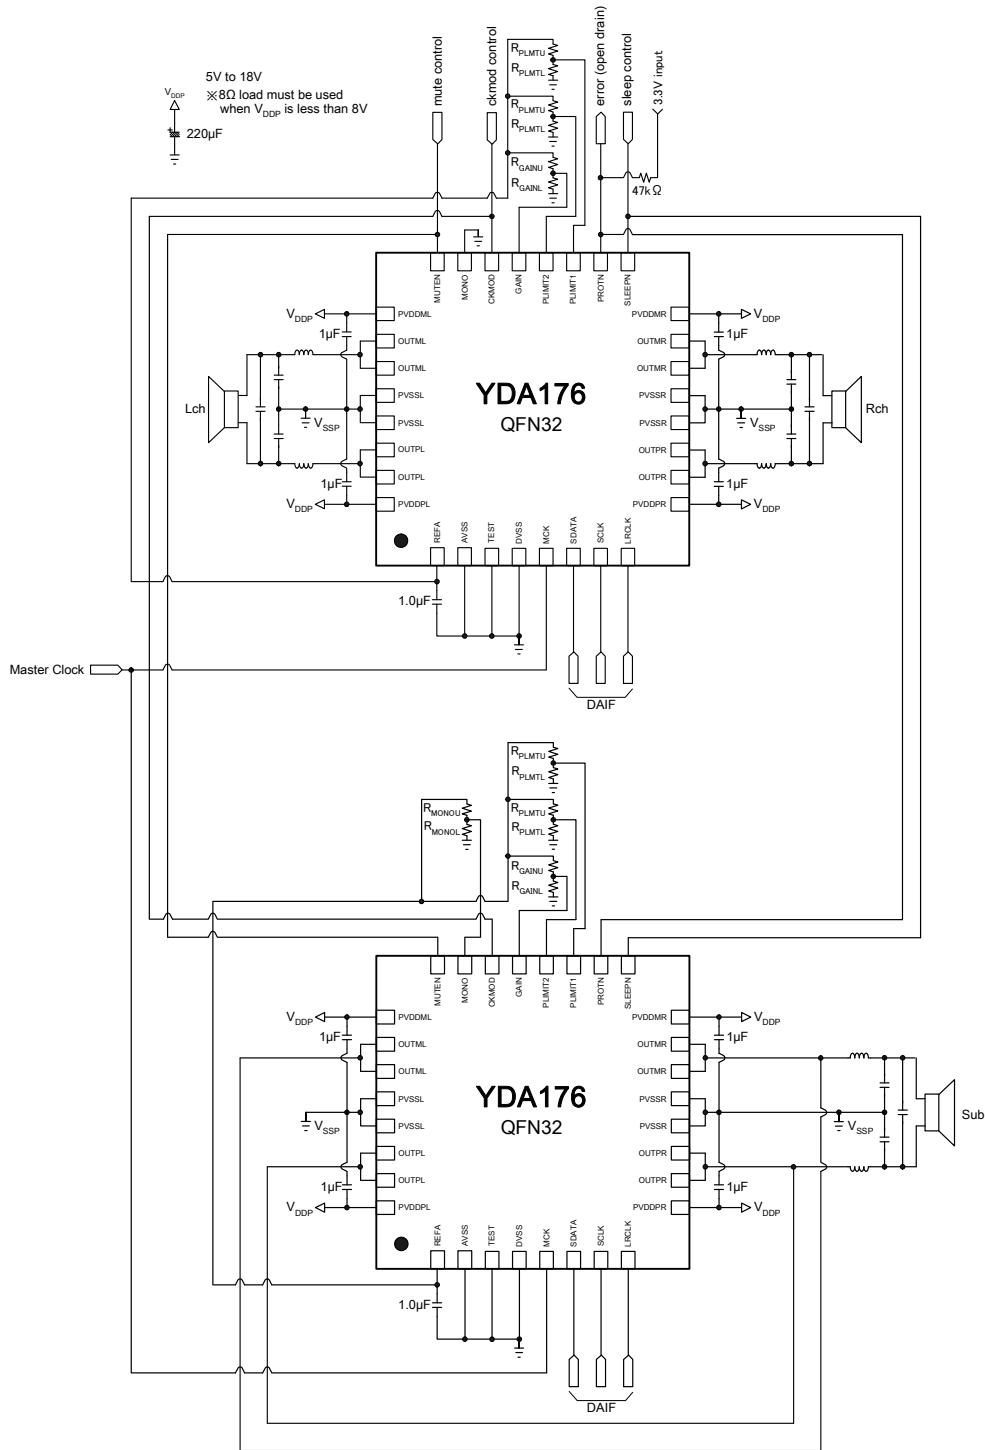 mute control
ckmod control
error (open drain)
sleep control
3.3V input
RPLMTU
RPLMTL
RPLMTU
RPLMTL
RGAINU
RGAINL
47kΩ
VDDP
5V to 18V
※8Ω load must be used
when VDDP is less than 8V
220µF
MUTEN
MONO
CKMOD
GAIN
PLIMIT2
PLIMIT1
PROTN
SLEEPN
VDDP
PVDDML
PVDDMR
VDDP
1µF
1µF
OUTML
OUTMR
OUTML
OUTMR
Lch
PVSSL
YDA176
PVSSR
Rch
VSSP
PVSSL
QFN32
PVSSR
VSSP
OUTPL
OUTPR
OUTPL
OUTPR
1µF
1µF
VDDP
PVDDPL
PVDDPR
VDDP
REFA
AVSS
TEST
DVSS
MCK
SDATA
SCLK
LRCLK
1.0µF
Master Clock
DAIF
RPLMTU
RPLMTL
RMONOU
RMONOL
RPLMTU
RPLMTL
RGAINU
RGAINL
MUTEN
MONO
CKMOD
GAIN
PLIMIT2
PLIMIT1
PROTN
SLEEPN
VDDP
PVDDML
PVDDMR
VDDP
1µF
1µF
OUTML
OUTMR
OUTML
OUTMR
PVSSL
YDA176
PVSSR
Sub
VSSP
PVSSL
QFN32
PVSSR
VSSP
OUTPL
OUTPR
OUTPL
OUTPR
1µF
1µF
VDDP
PVDDPL
PVDDPR
VDDP
REFA
AVSS
TEST
DVSS
MCK
SDATA
SCLK
LRCLK
1.0µF
DAIF